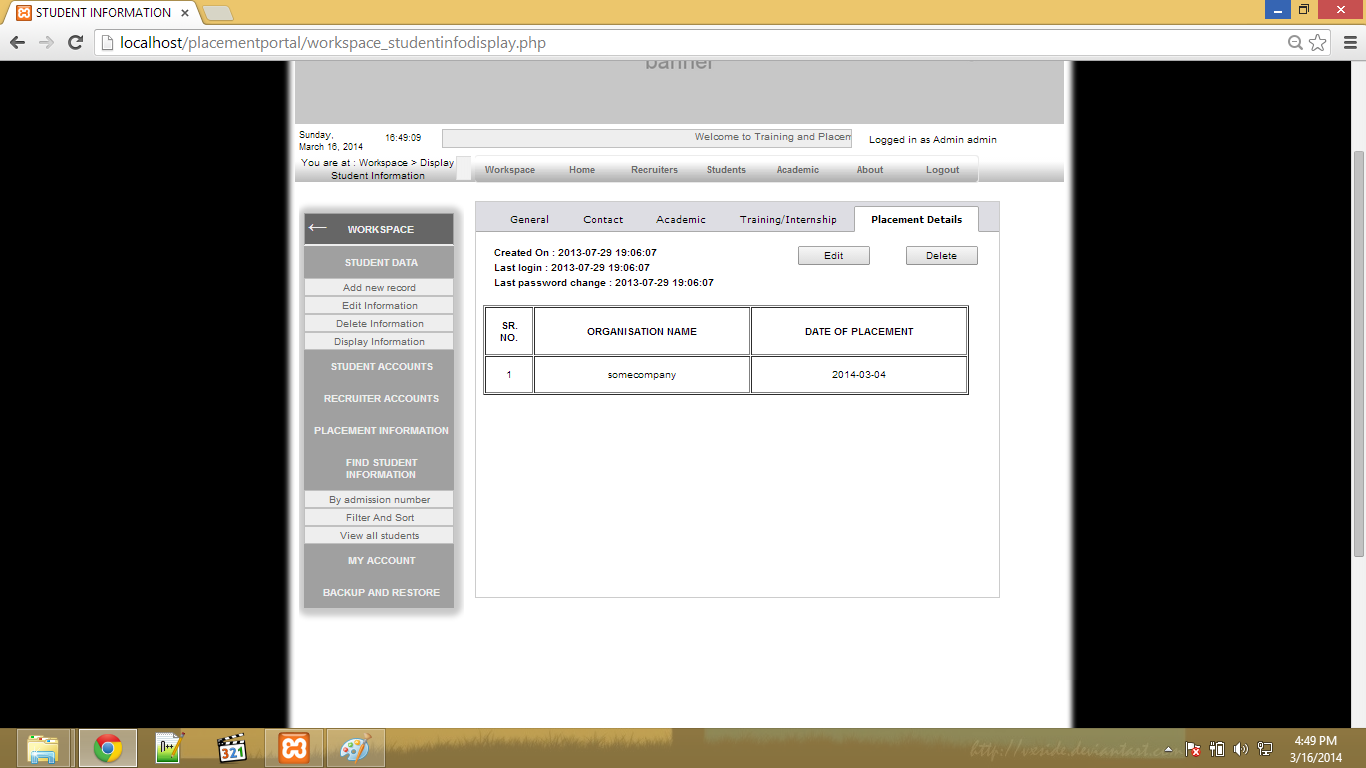 STUDENT INFORMATION
localhost/placementportal/workspace_studentinfodisplay.php
banner
Sunday,
March 16, 2014
16:49:09
Welcome to Training and Placem
Logged in as Admin admin
You are at : Workspace > Display
Student Information
Workspace Home Recruiters Students Academic About Logout
← WORKSPACE
STUDENT DATA
Add new record
Edit Information
Delete Information
Display Information
STUDENT ACCOUNTS
RECRUITER ACCOUNTS
PLACEMENT INFORMATION
FIND STUDENT
INFORMATION
By admission number
Filter And Sort
View all students
MY ACCOUNT
BACKUP AND RESTORE
General Contact Academic Training/Internship Placement Details
Created On : 2013-07-29 19:06:07
Last login : 2013-07-29 19:06:07
Last password change : 2013-07-29 19:06:07
Edit Delete
SR.
NO.
ORGANISATION NAME
DATE OF PLACEMENT
1 somecompany 2014-03-04
321
http://veside.deviantart.com
4:49 PM
3/16/2014